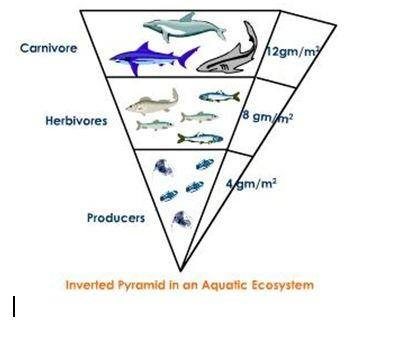 Carnivore
12gm/m²
Herbivores
8 gm/m²
4gm/m²
Producers
Inverted Pyramid in an Aquatic Ecosystem